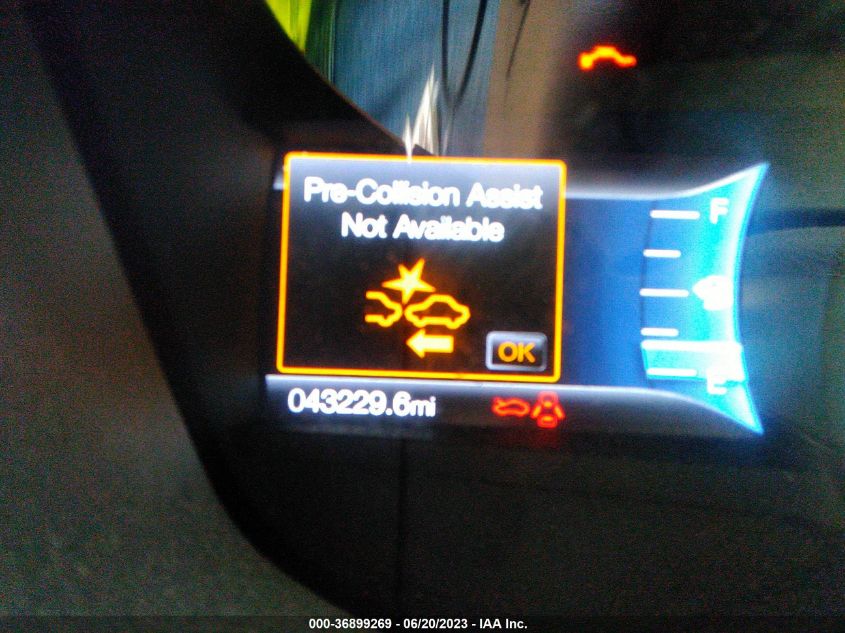 Pre-Collision Assist
Not Available
OK
F
E
043229.6mi
000-36899269 - 06/20/2023 - IAA Inc.